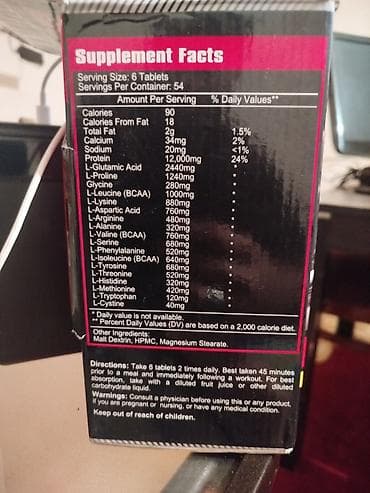 Supplement Facts
Serving Size: 6 Tablets
Servings Per Container: 54
Amount Per Serving % Daily Values**
Calories 90
Calories From Fat 18
Total Fat 2g 1.5%
Calcium 34mg 2%
Sodium 20mg <1%
Protein 12,000mg 24%
L-Glutamic Acid 2440mg *
L-Proline 1240mg *
Glycine 280mg *
L-Leucine (BCAA) 1000mg *
L-Lysine 880mg *
L-Aspartic Acid 760mg *
L-Arginine 480mg *
L-Alanine 320mg *
L-Valine (BCAA) 760mg *
L-Serine 680mg *
L-Phenylalanine 520mg *
L-Isoleucine (BCAA) 640mg *
L-Tyrosine 680mg *
L-Threonine 520mg *
L-Histidine 320mg *
L-Methionine 420mg *
L-Tryptophan 120mg *
L-Cystine 40mg *
* Daily value is not available.
** Percent Daily Values (DV) are based on a 2,000 calorie diet.
Other Ingredients:
Malt Dextrin, HPMC, Magnesium Stearate.
Directions: Take 6 tablets 2 times daily. Best taken 45 minutes
prior to a meal and immediately following a workout. For best
absorption, take with a diluted fruit juice or other diluted
carbohydrate liquid.
Warnings: Consult a physician before using this or any product,
if you are pregnant or nursing, or have any medical condition.
Keep out of reach of children.